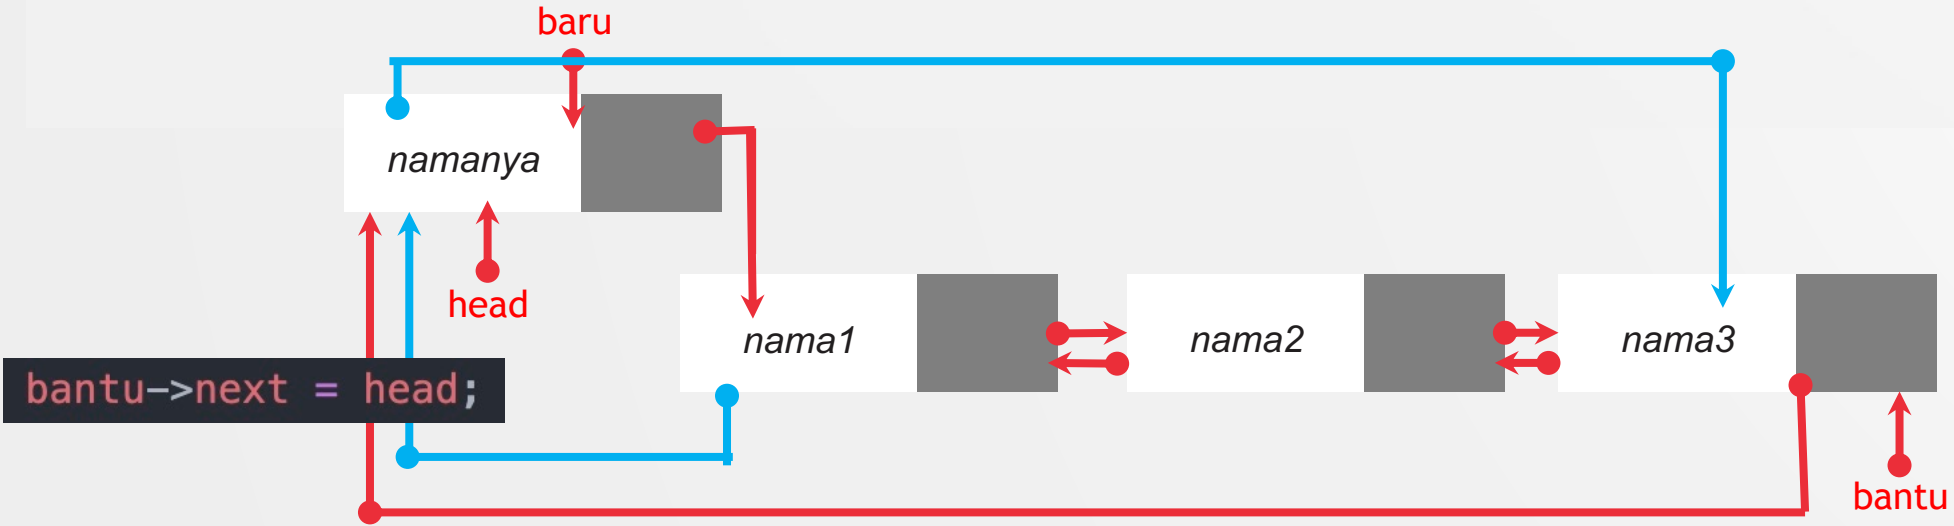 baru
namanya
head
nama1
nama2
nama3
bantu->next = head;
bantu